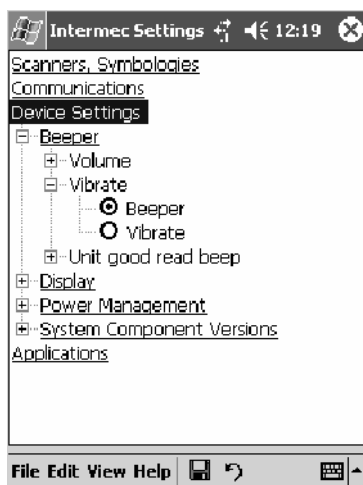 Intermec Settings 12:19
Scanners, Symbologies
Communications
Device Settings
Beeper
Volume
Vibrate
Beeper
Vibrate
Unit good read beep
Display
Power Management
System Component Versions
Applications
File Edit View Help